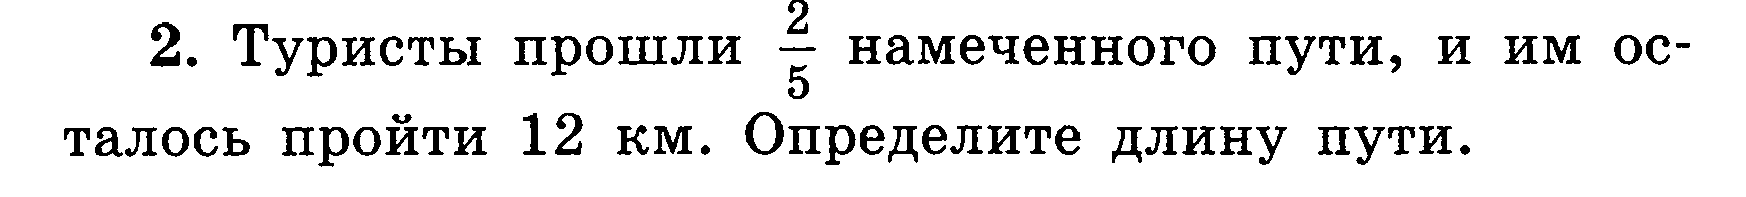 2. Туристы прошли 2/5 намеченного пути, и им ос-
талось пройти 12 км. Определите длину пути.